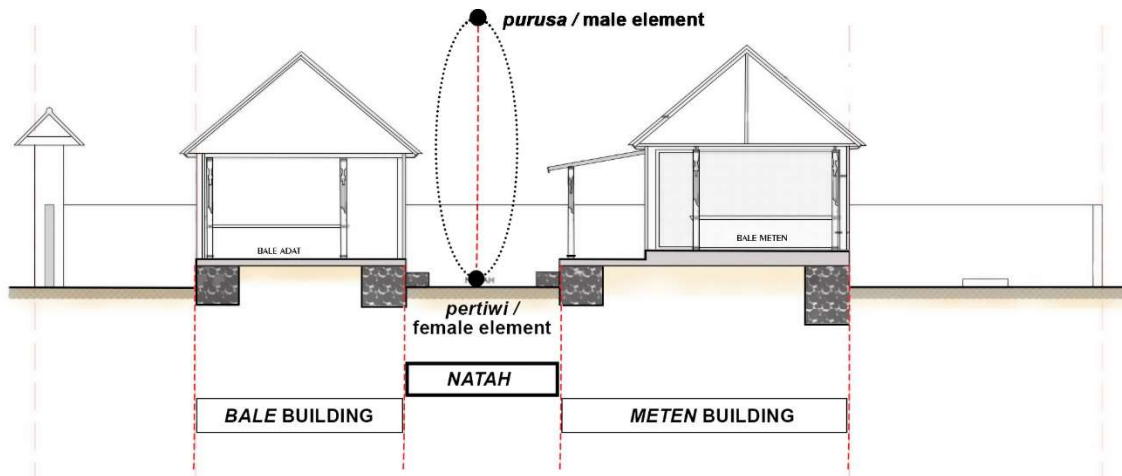 purusa / male element
BALE ADAT
BALE METEN
pertiwi /
female element
NATAH
BALE BUILDING
METEN BUILDING